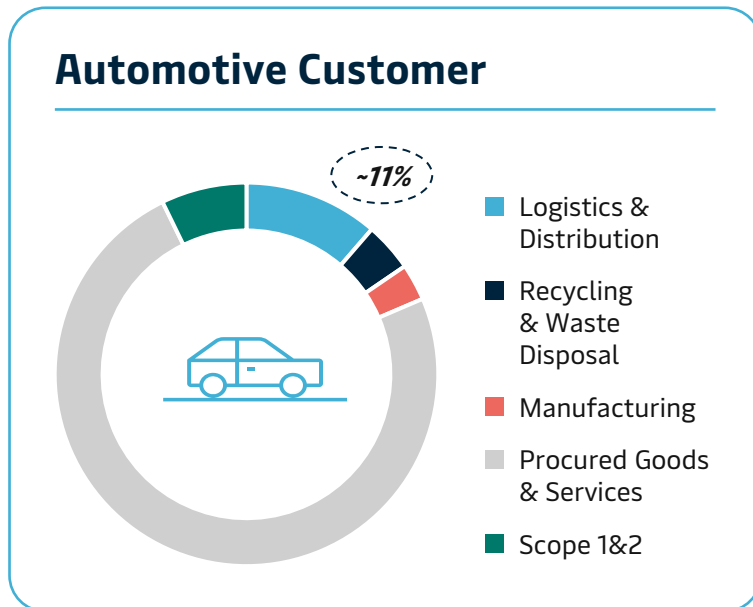 Automotive Customer
~11%
Logistics &
Distribution
Recycling
& Waste
Disposal
Manufacturing
Procured Goods
& Services
Scope 1&2